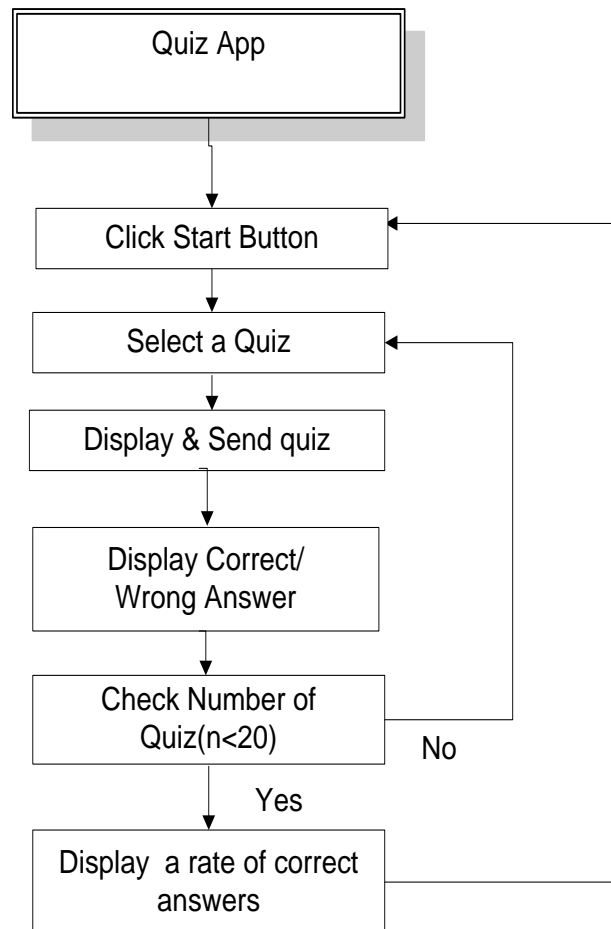 Quiz App
Click Start Button
Select a Quiz
Display & Send quiz
Display Correct/
Wrong Answer
Check Number of
Quiz(n<20)
No
Yes
Display a rate of correct
answers